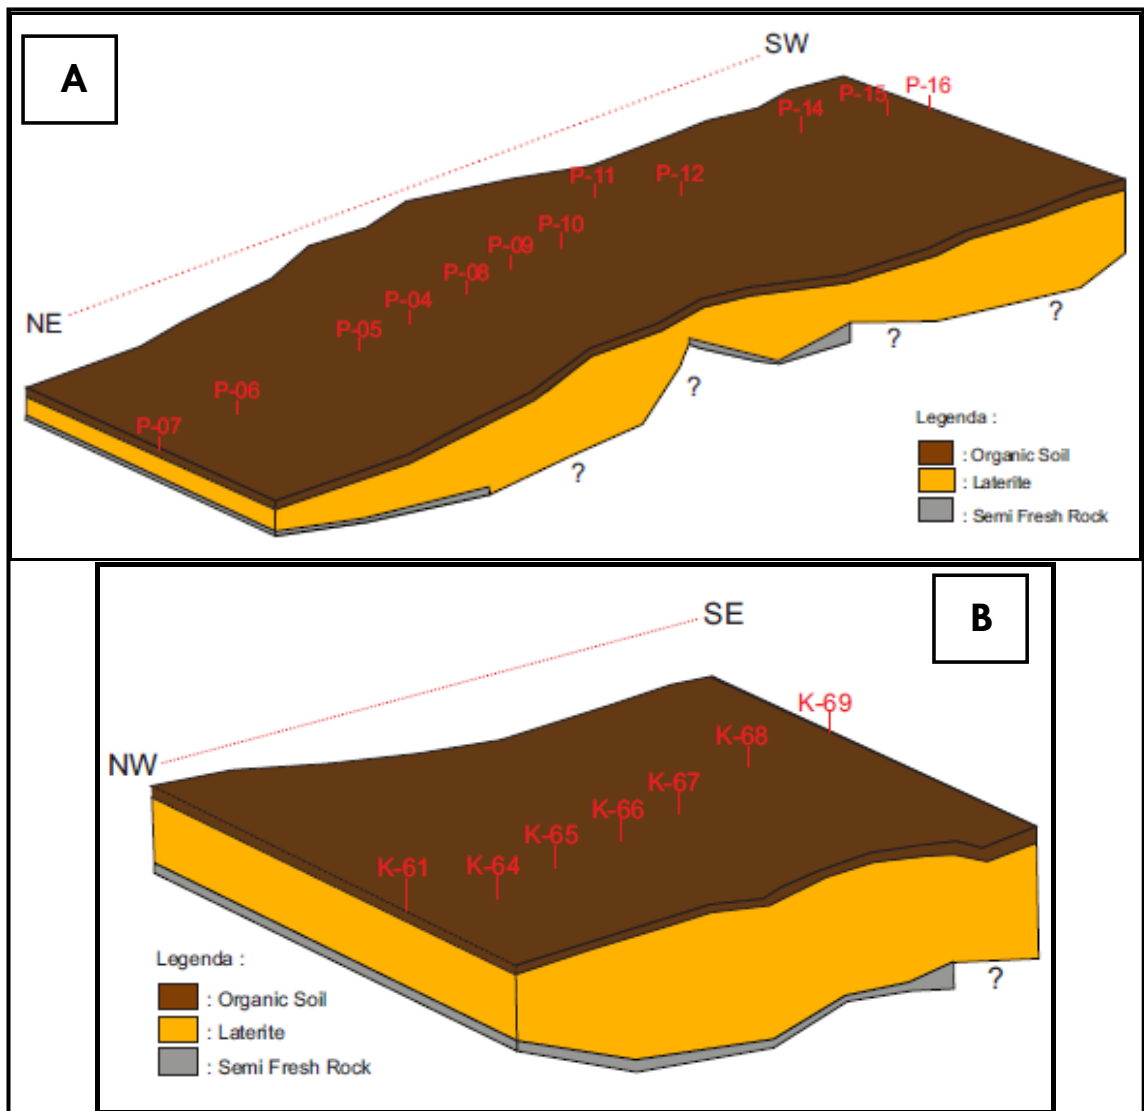 A
SW
P-15
P-16
P-14
P-11
P-12
P-10
P-09
P-08
P-04
NE
P-05
P-06
P-07
?
?
?
?
Legenda :
: Organic Soil
: Laterite
: Semi Fresh Rock
B
SE
NW
K-69
K-68
K-67
K-66
K-65
K-64
K-61
?
Legenda :
: Organic Soil
: Laterite
: Semi Fresh Rock